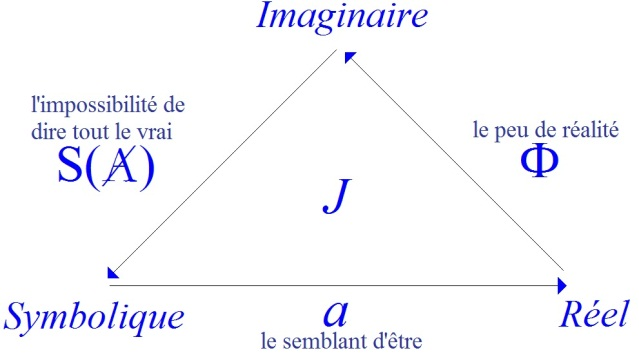 Imaginaire
l'impossibilité de
dire tout le vrai
S(Ⱥ)
le peu de réalité
Φ
J
Symbolique
a
Réel
le semblant d'être